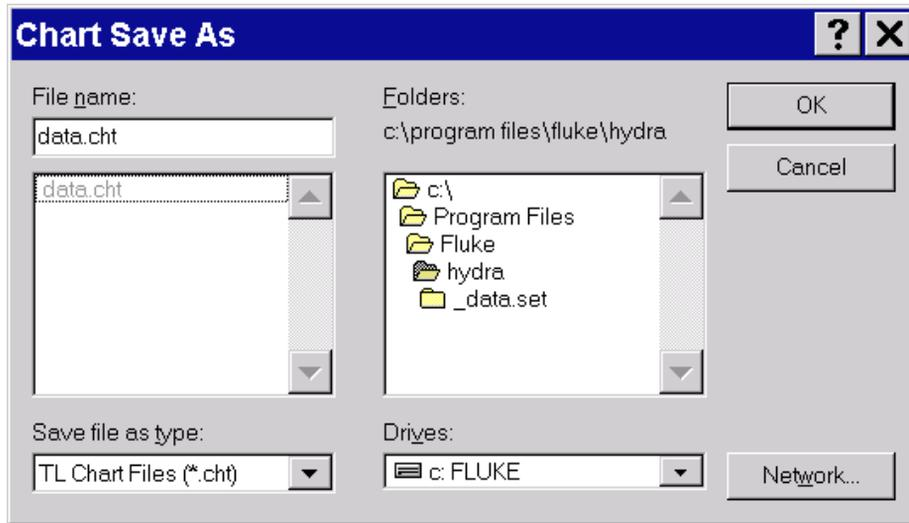 Chart Save As
File name:
data.cht
data.cht
Save file as type:
TL Chart Files (*.cht)
Folders:
c:\program files\fluke\hydra
c:\
Program Files
Fluke
hydra
_data.set
Drives:
c: FLUKE
OK
Cancel
Network...